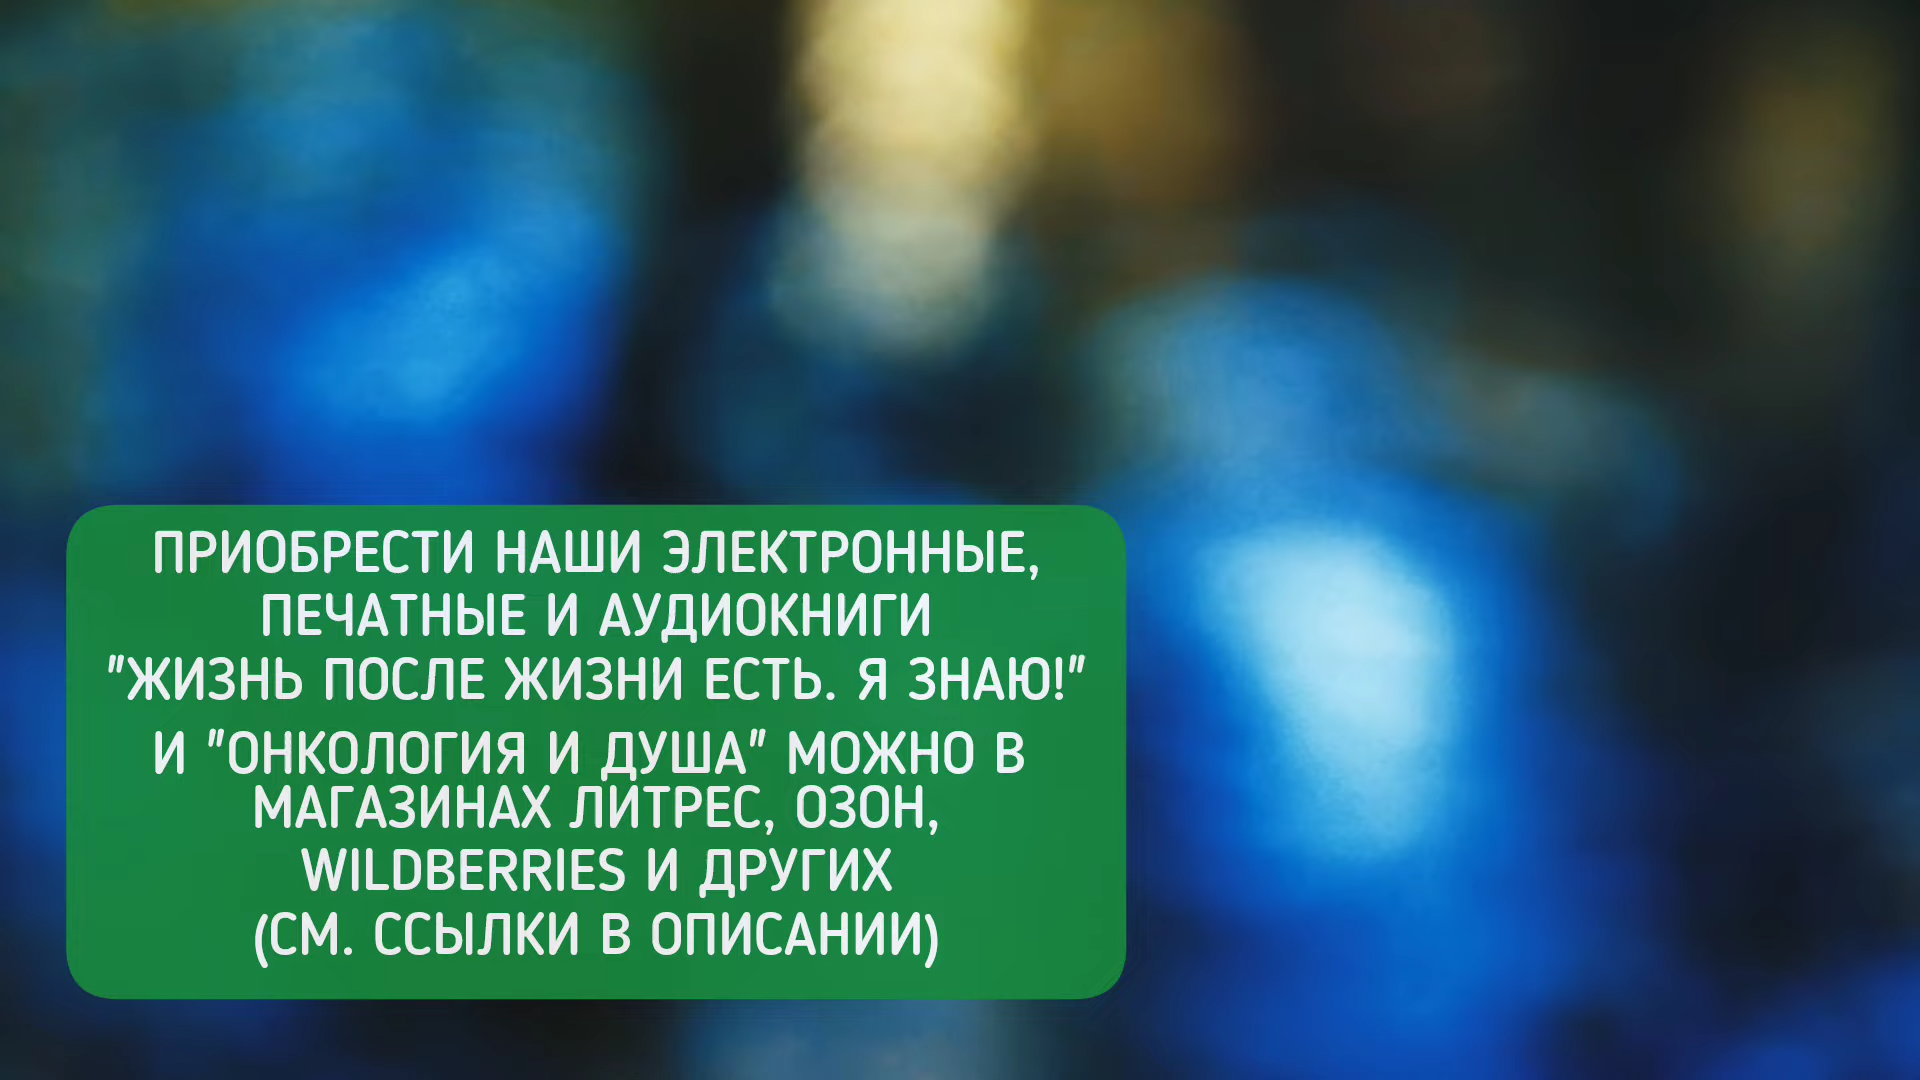 ПРИОБРЕСТИ НАШИ ЭЛЕКТРОННЫЕ,
ПЕЧАТНЫЕ И АУДИОКНИГИ
"ЖИЗНЬ ПОСЛЕ ЖИЗНИ ЕСТЬ. Я ЗНАЮ!"
И "ОНКОЛОГИЯ И ДУША" МОЖНО В
МАГАЗИНАХ ЛИТРЕС, ОЗОН,
WILDBERRIES И ДРУГИХ
(СМ. ССЫЛКИ В ОПИСАНИИ)